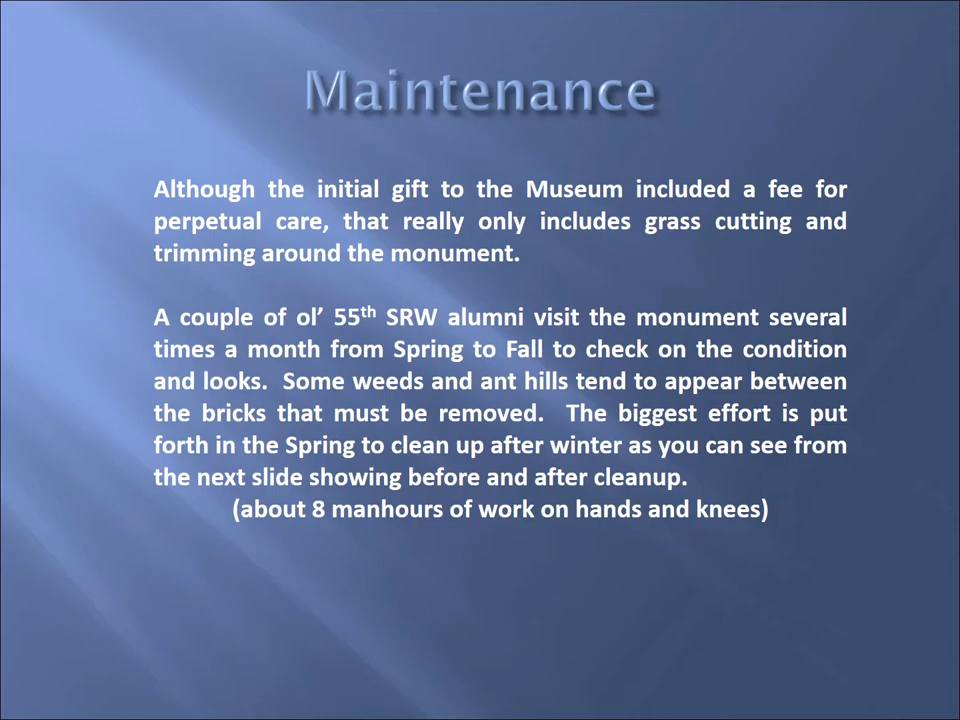 Maintenance
Although the initial gift to the Museum included a fee for
perpetual care, that really only includes grass cutting and
trimming around the monument.
A couple of ol’ 55th SRW alumni visit the monument several
times a month from Spring to Fall to check on the condition
and looks.  Some weeds and ant hills tend to appear between
the bricks that must be removed.  The biggest effort is put
forth in the Spring to clean up after winter as you can see from
the next slide showing before and after cleanup.
(about 8 manhours of work on hands and knees)